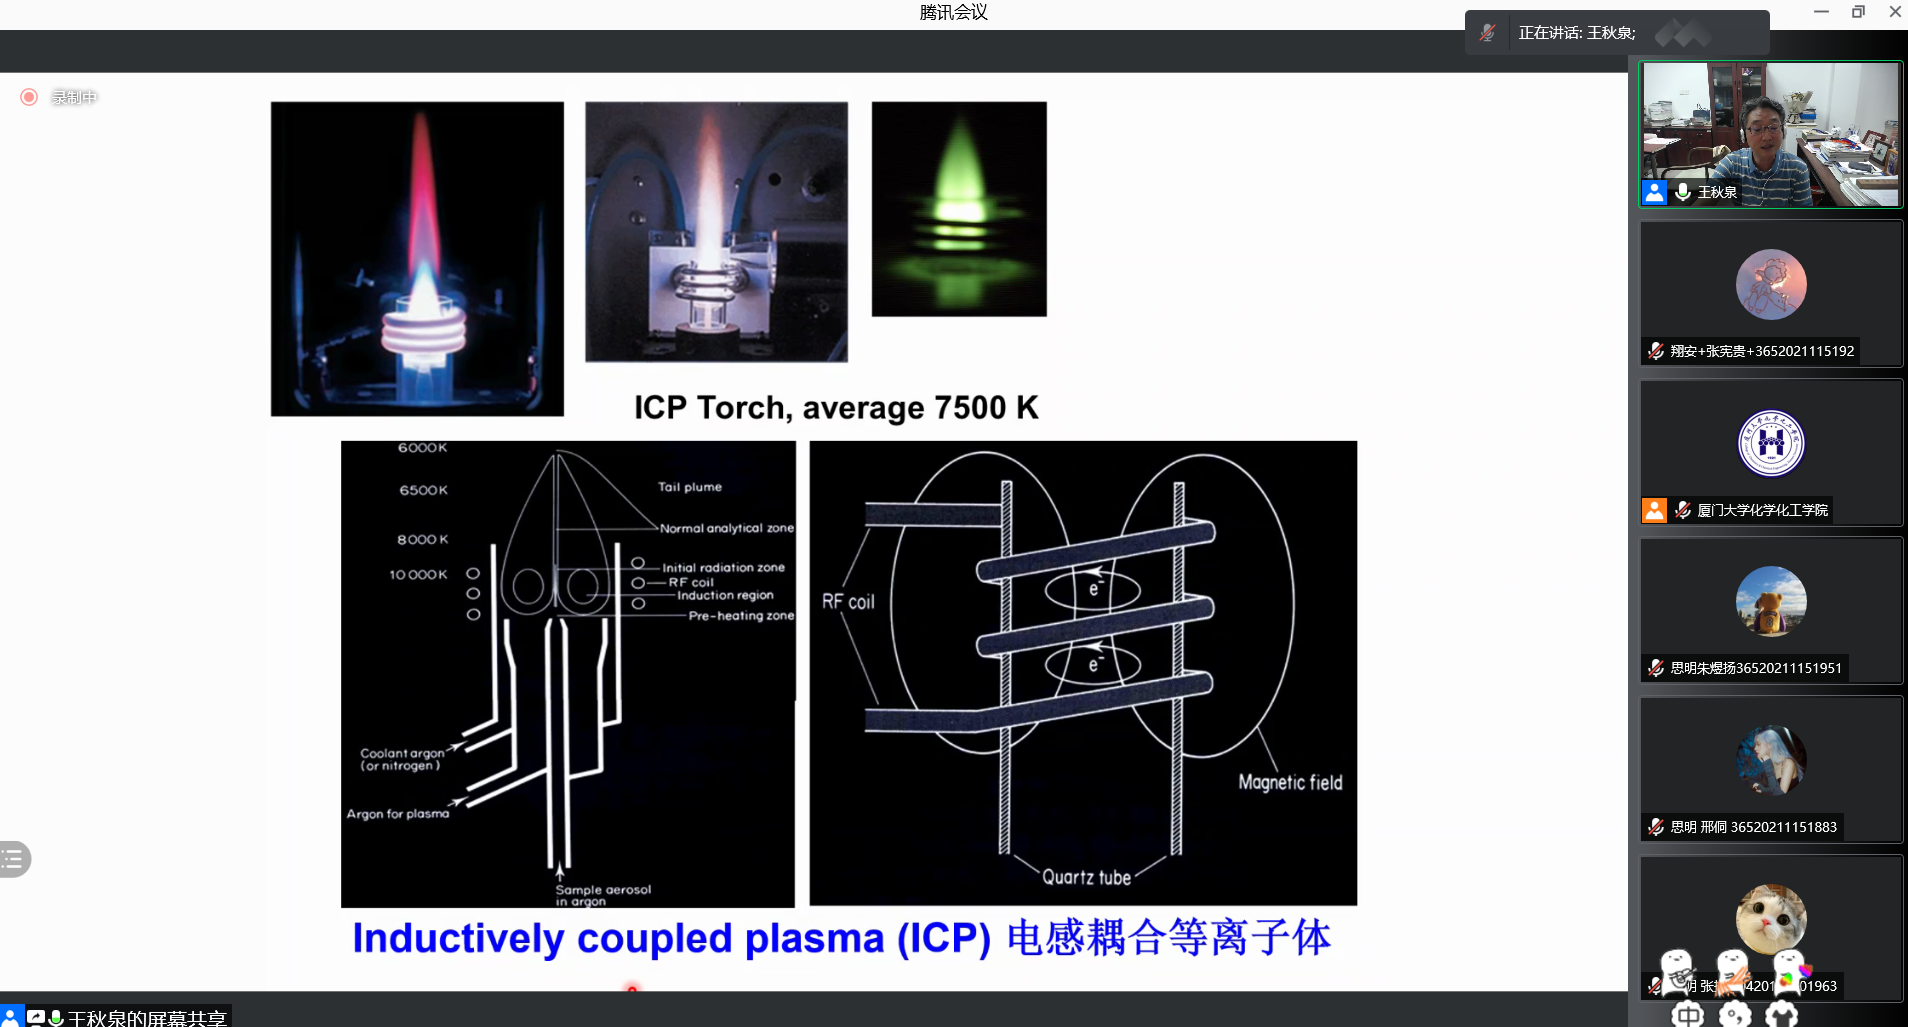 腾讯会议
正在讲话: 王秋泉;
录制中
ICP Torch, average 7500 K
6000K
6500K
8000K
10 000K
Tail plume
Normal analytical zone
Initial radiation zone
RF coil
Induction region
Pre-heating zone
Coolant argon
(or nitrogen)
Argon for plasma
Sample aerosol
in argon
RF coil
e⁻
e⁻
Magnetic field
Quartz tube
Inductively coupled plasma (ICP) 电感耦合等离子体
王秋泉的屏幕共享
王秋泉
翔安+张宪贵+3652021115192
厦门大学化学化工学院
思明朱煜扬36520211151951
思明 邢侗 36520211151883
中